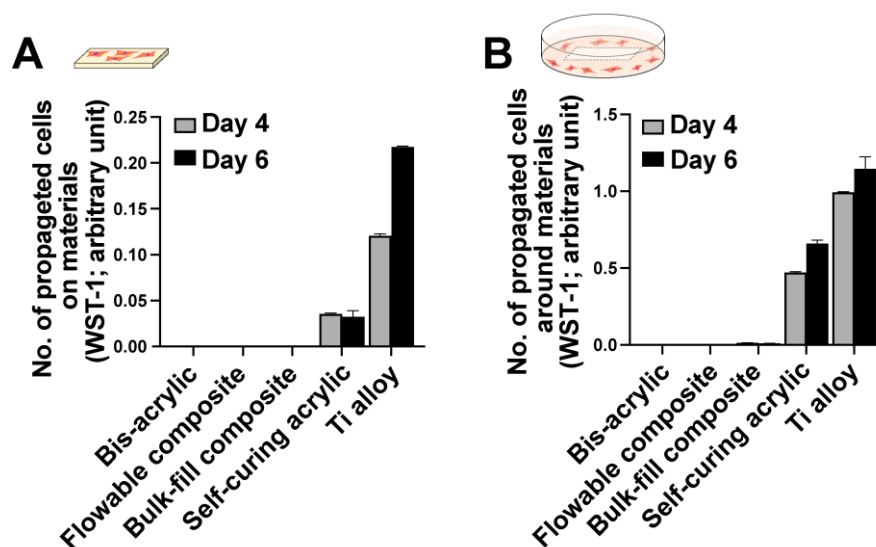 A
No. of propageted cells
on materials
(WST-1; arbitrary unit)
0.25
0.20
0.15
0.10
0.05
0.00
Day 4
Day 6
Bis-acrylic
Flowable composite
Bulk-fill composite
Self-curing acrylic
Ti alloy
B
No. of propagated cells
around materials
(WST-1; arbitrary unit)
1.5
1.0
0.5
0.0
Day 4
Day 6
Bis-acrylic
Flowable composite
Bulk-fill composite
Self-curing acrylic
Ti alloy